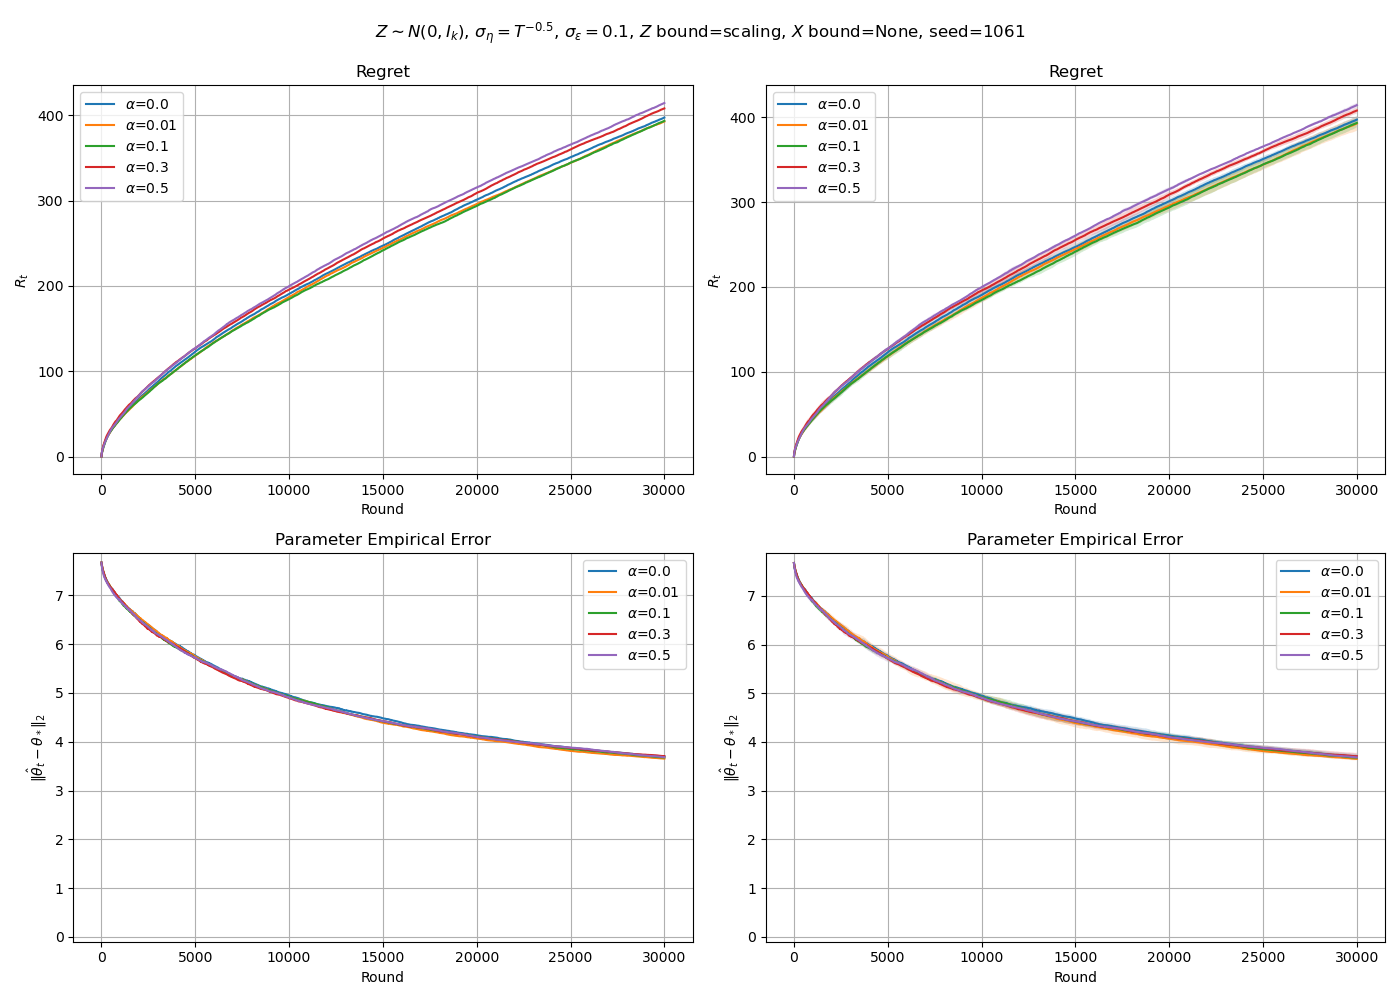 Z ∼ N(0, I_k), σ_η = T^{−0.5}, σ_ε = 0.1, Z bound=scaling, X bound=None, seed=1061
Regret
R_t
400
300
200
100
0
α=0.0
α=0.01
α=0.1
α=0.3
α=0.5
0 5000 10000 15000 20000 25000 30000
Round
Regret
R_t
400
300
200
100
0
α=0.0
α=0.01
α=0.1
α=0.3
α=0.5
0 5000 10000 15000 20000 25000 30000
Round
Parameter Empirical Error
‖θ̂_t − θ_*‖_2
7
6
5
4
3
2
1
0
α=0.0
α=0.01
α=0.1
α=0.3
α=0.5
0 5000 10000 15000 20000 25000 30000
Round
Parameter Empirical Error
‖θ̂_t − θ_*‖_2
7
6
5
4
3
2
1
0
α=0.0
α=0.01
α=0.1
α=0.3
α=0.5
0 5000 10000 15000 20000 25000 30000
Round